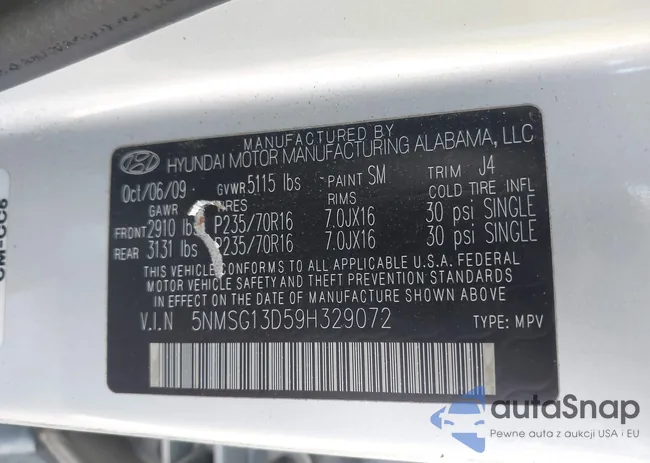 MANUFACTURED BY
HYUNDAI MOTOR MANUFACTURING ALABAMA, LLC
Oct/06/09 GVWR 5115 lbs PAINT SM TRIM J4
GAWR RIMS COLD TIRE INFL
FRONT 2910 lbs P235/70R16 7.0JX16 30 psi SINGLE
REAR 3131 lbs P235/70R16 7.0JX16 30 psi SINGLE
THIS VEHICLE CONFORMS TO ALL APPLICABLE U.S.A. FEDERAL
MOTOR VEHICLE SAFETY AND THEFT PREVENTION STANDARDS
IN EFFECT ON THE DATE OF MANUFACTURE SHOWN ABOVE
V.I.N 5NMSG13D59H329072 TYPE: MPV
CM-CC8
autaSnap
Pewne auta z aukcji USA i EU